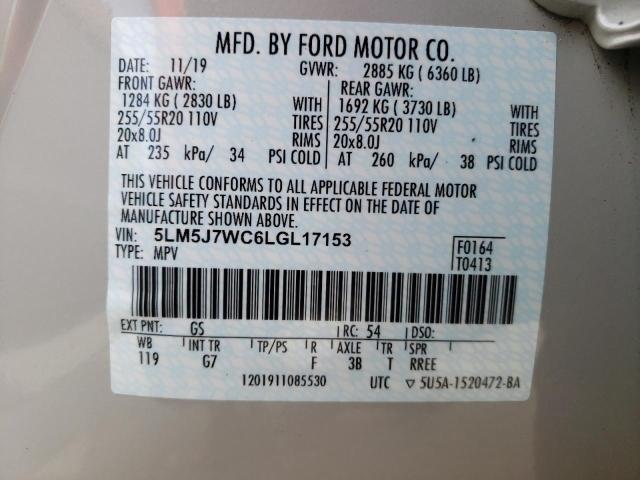 MFD. BY FORD MOTOR CO.
DATE: 11/19 GVWR: 2885 KG ( 6360 LB)
FRONT GAWR: REAR GAWR:
1284 KG ( 2830 LB) WITH 1692 KG ( 3730 LB) WITH
255/55R20 110V TIRES 255/55R20 110V TIRES
20x8.0J RIMS 20x8.0J RIMS
AT 235 kPa/ 34 PSI COLD AT 260 kPa/ 38 PSI COLD
THIS VEHICLE CONFORMS TO ALL APPLICABLE FEDERAL MOTOR
VEHICLE SAFETY STANDARDS IN EFFECT ON THE DATE OF
MANUFACTURE SHOWN ABOVE.
VIN: 5LM5J7WC6LGL17153 F0164
TYPE: MPV T0413
EXT PNT: GS RC: 54 DSO:
WB INT TR TP/PS R AXLE TR SPR
119 G7 F 3B T RREE
1201911085530 UTC ▽ 5U5A-1520472-BA